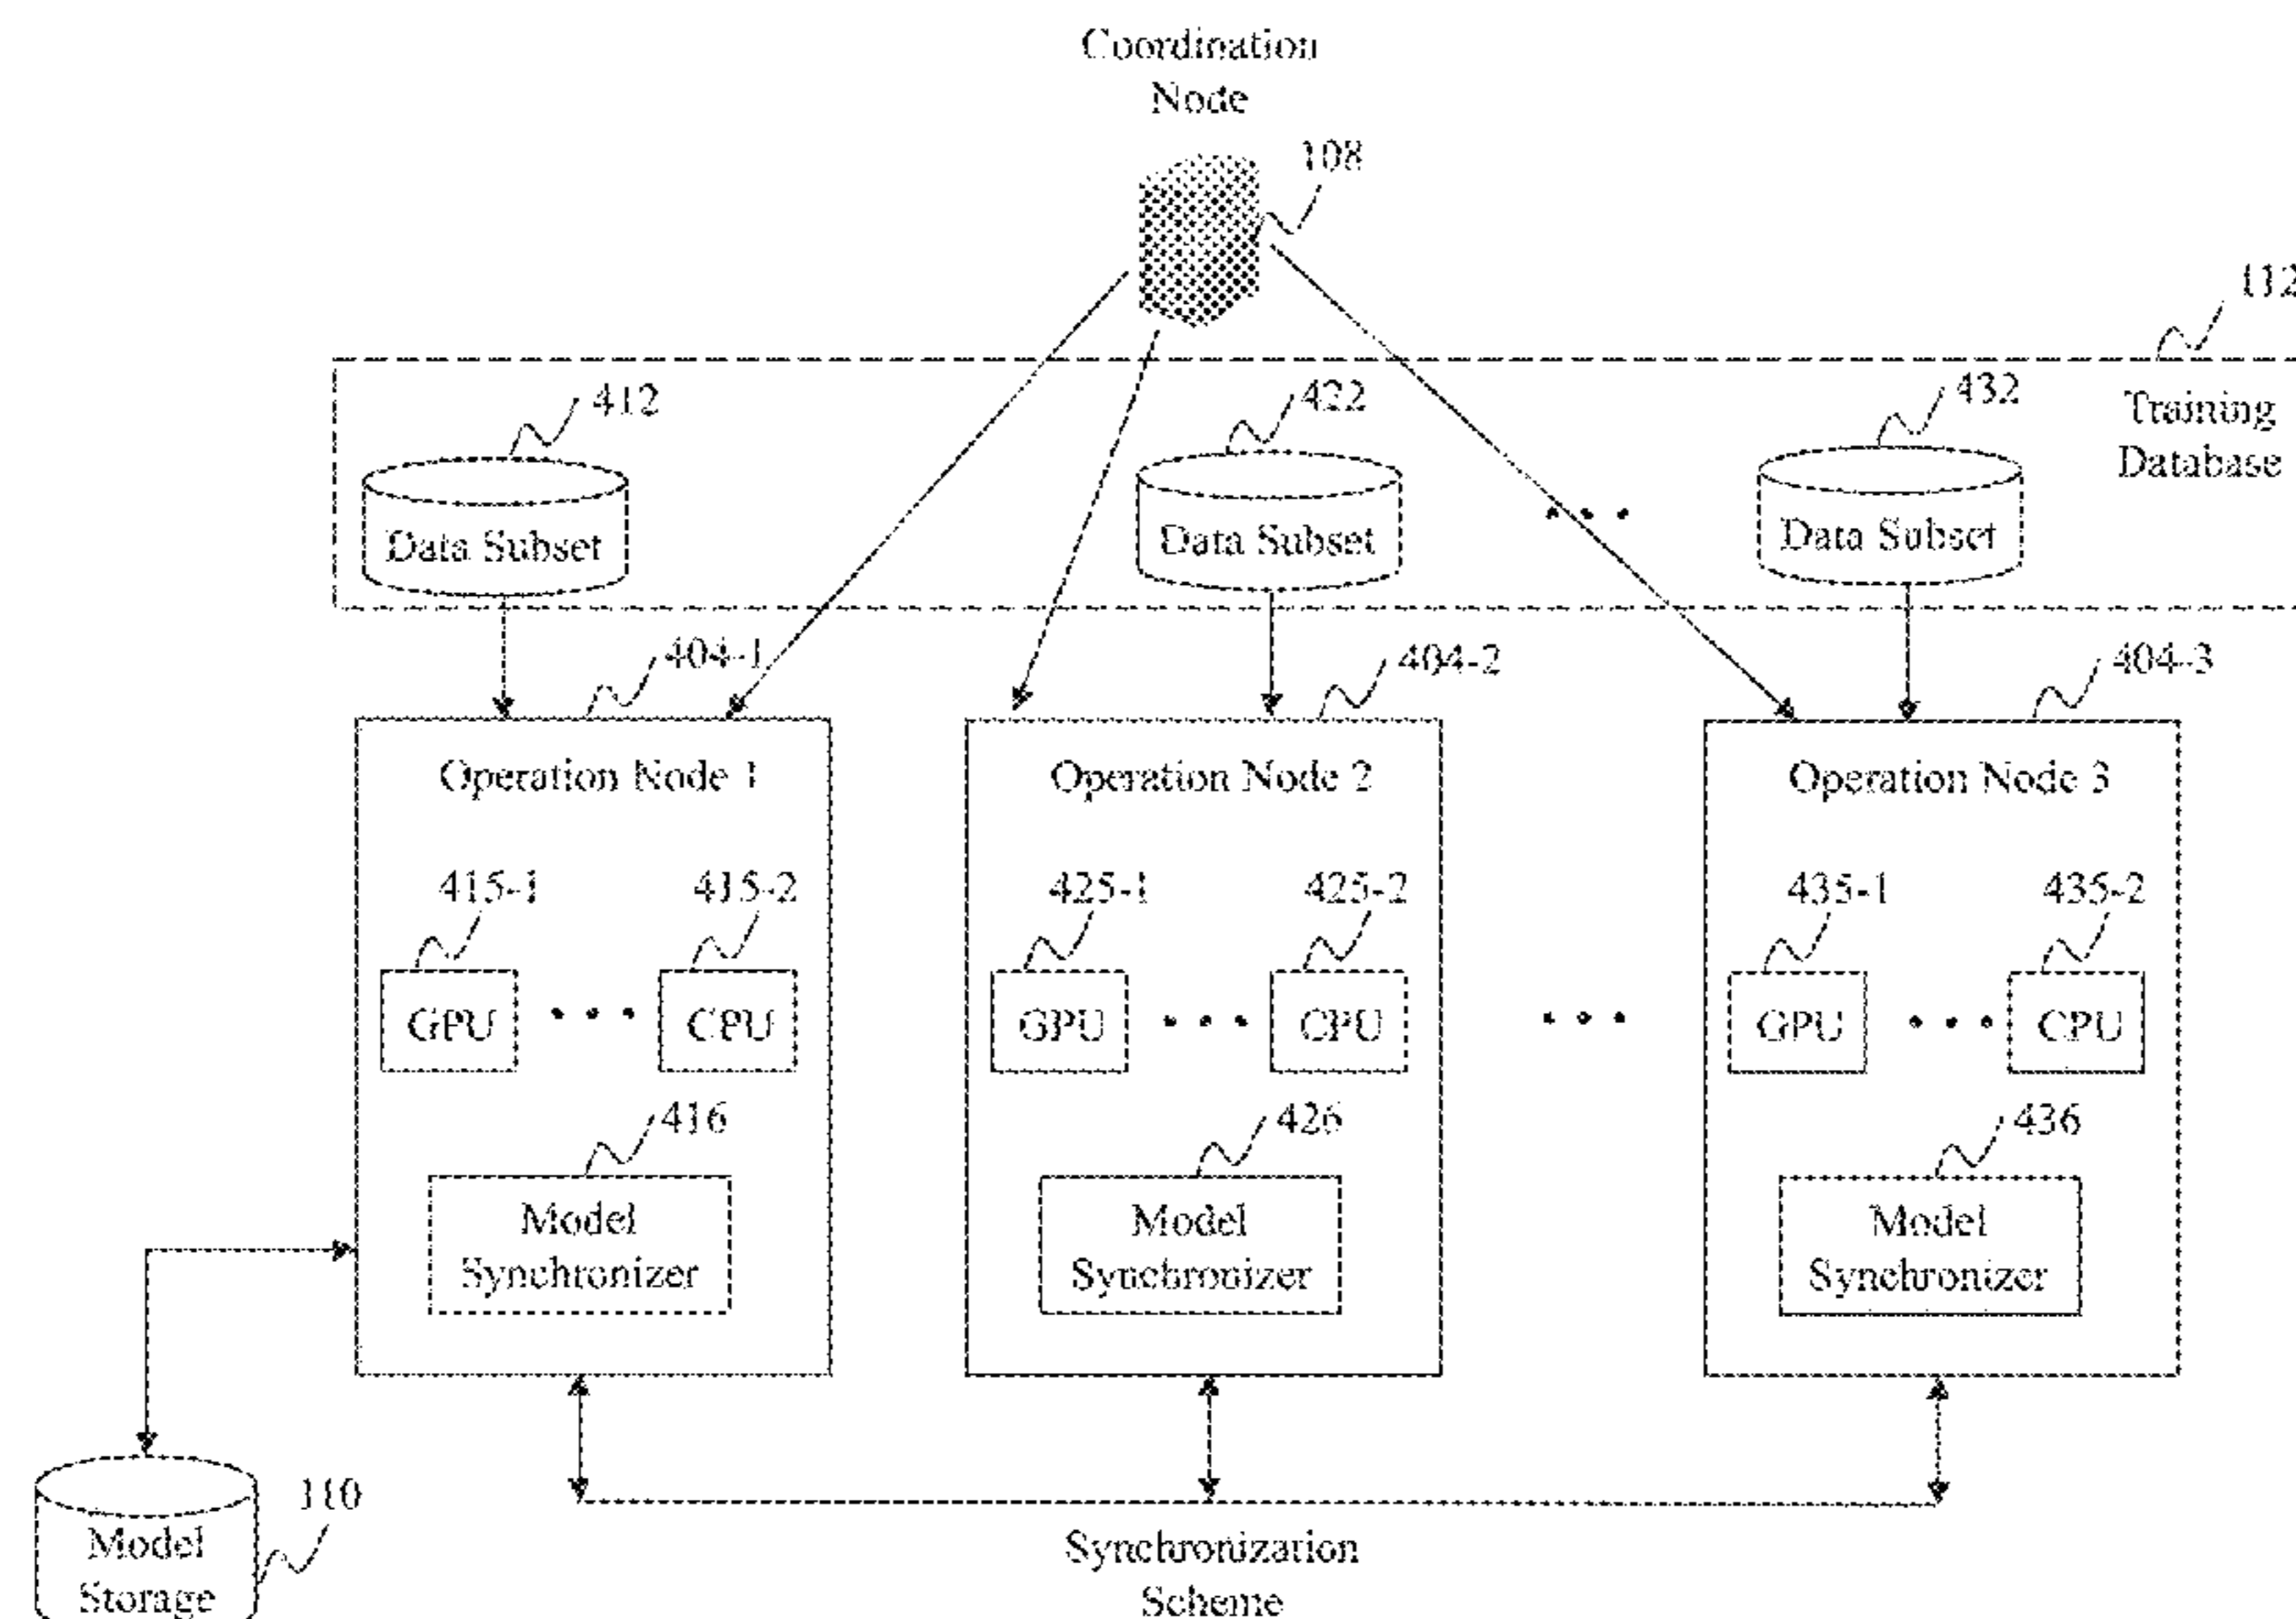 Coordination
Node
108
112
412
422
432
Training
Database
Data Subset
Data Subset
Data Subset
404-1
404-2
404-3
Operation Node 1
Operation Node 2
Operation Node 3
415-1
415-2
425-1
425-2
435-1
435-2
GPU
CPU
GPU
CPU
GPU
CPU
416
426
436
Model
Synchronizer
Model
Synchronizer
Model
Synchronizer
110
Model
Storage
Synchronization
Scheme